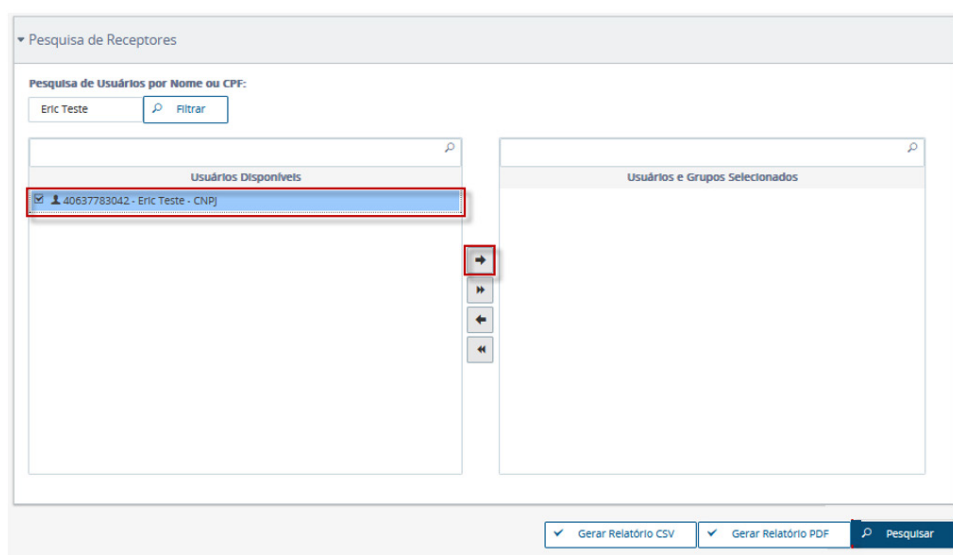 Pesquisa de Receptores
Pesquisa de Usuários por Nome ou CPF:
Eric Teste
Filtrar
Usuários Disponíveis
Usuários e Grupos Selecionados
40637783042 - Eric Teste - CNPJ
Gerar Relatório CSV
Gerar Relatório PDF
Pesquisar